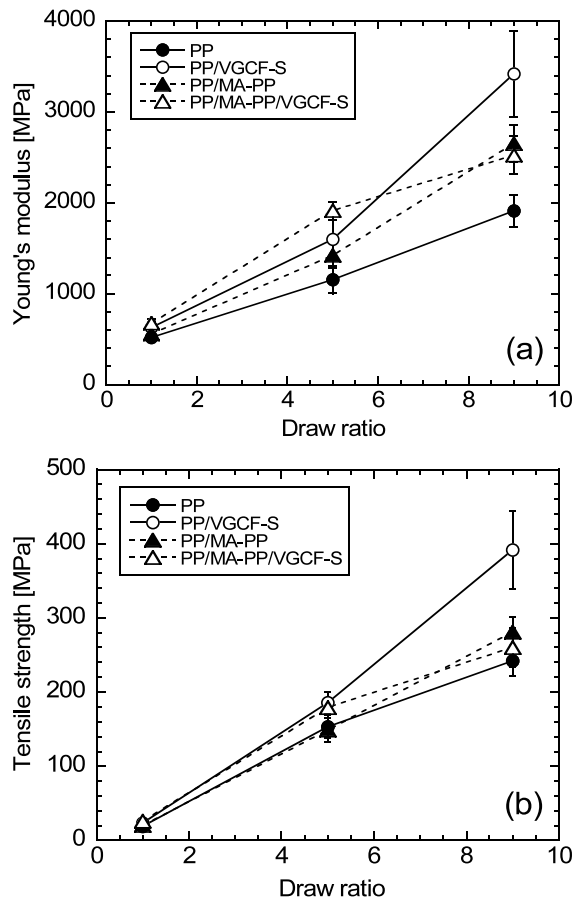 4000
PP
PP/VGCF-S
PP/MA-PP
PP/MA-PP/VGCF-S
3000
2000
1000
0
Young's modulus [MPa]
(a)
0 2 4 6 8 10
Draw ratio
500
PP
PP/VGCF-S
PP/MA-PP
PP/MA-PP/VGCF-S
400
300
200
100
0
Tensile strength [MPa]
(b)
0 2 4 6 8 10
Draw ratio